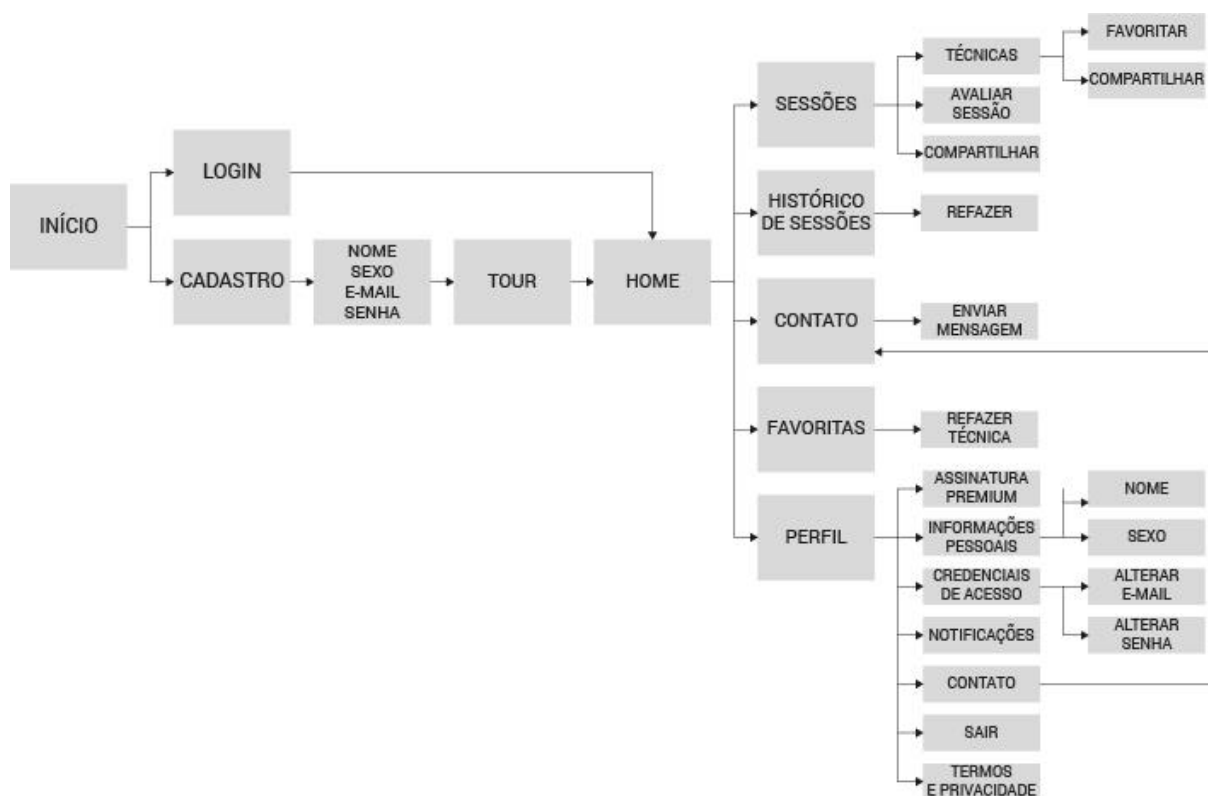 INÍCIO
LOGIN
CADASTRO
NOME
SEXO
E-MAIL
SENHA
TOUR
HOME
SESSÕES
TÉCNICAS
FAVORITAR
COMPARTILHAR
AVALIAR
SESSÃO
COMPARTILHAR
HISTÓRICO
DE SESSÕES
REFAZER
CONTATO
ENVIAR
MENSAGEM
FAVORITAS
REFAZER
TÉCNICA
PERFIL
ASSINATURA
PREMIUM
INFORMAÇÕES
PESSOAIS
NOME
SEXO
CREDENCIAIS
DE ACESSO
ALTERAR
E-MAIL
ALTERAR
SENHA
NOTIFICAÇÕES
CONTATO
SAIR
TERMOS
E PRIVACIDADE